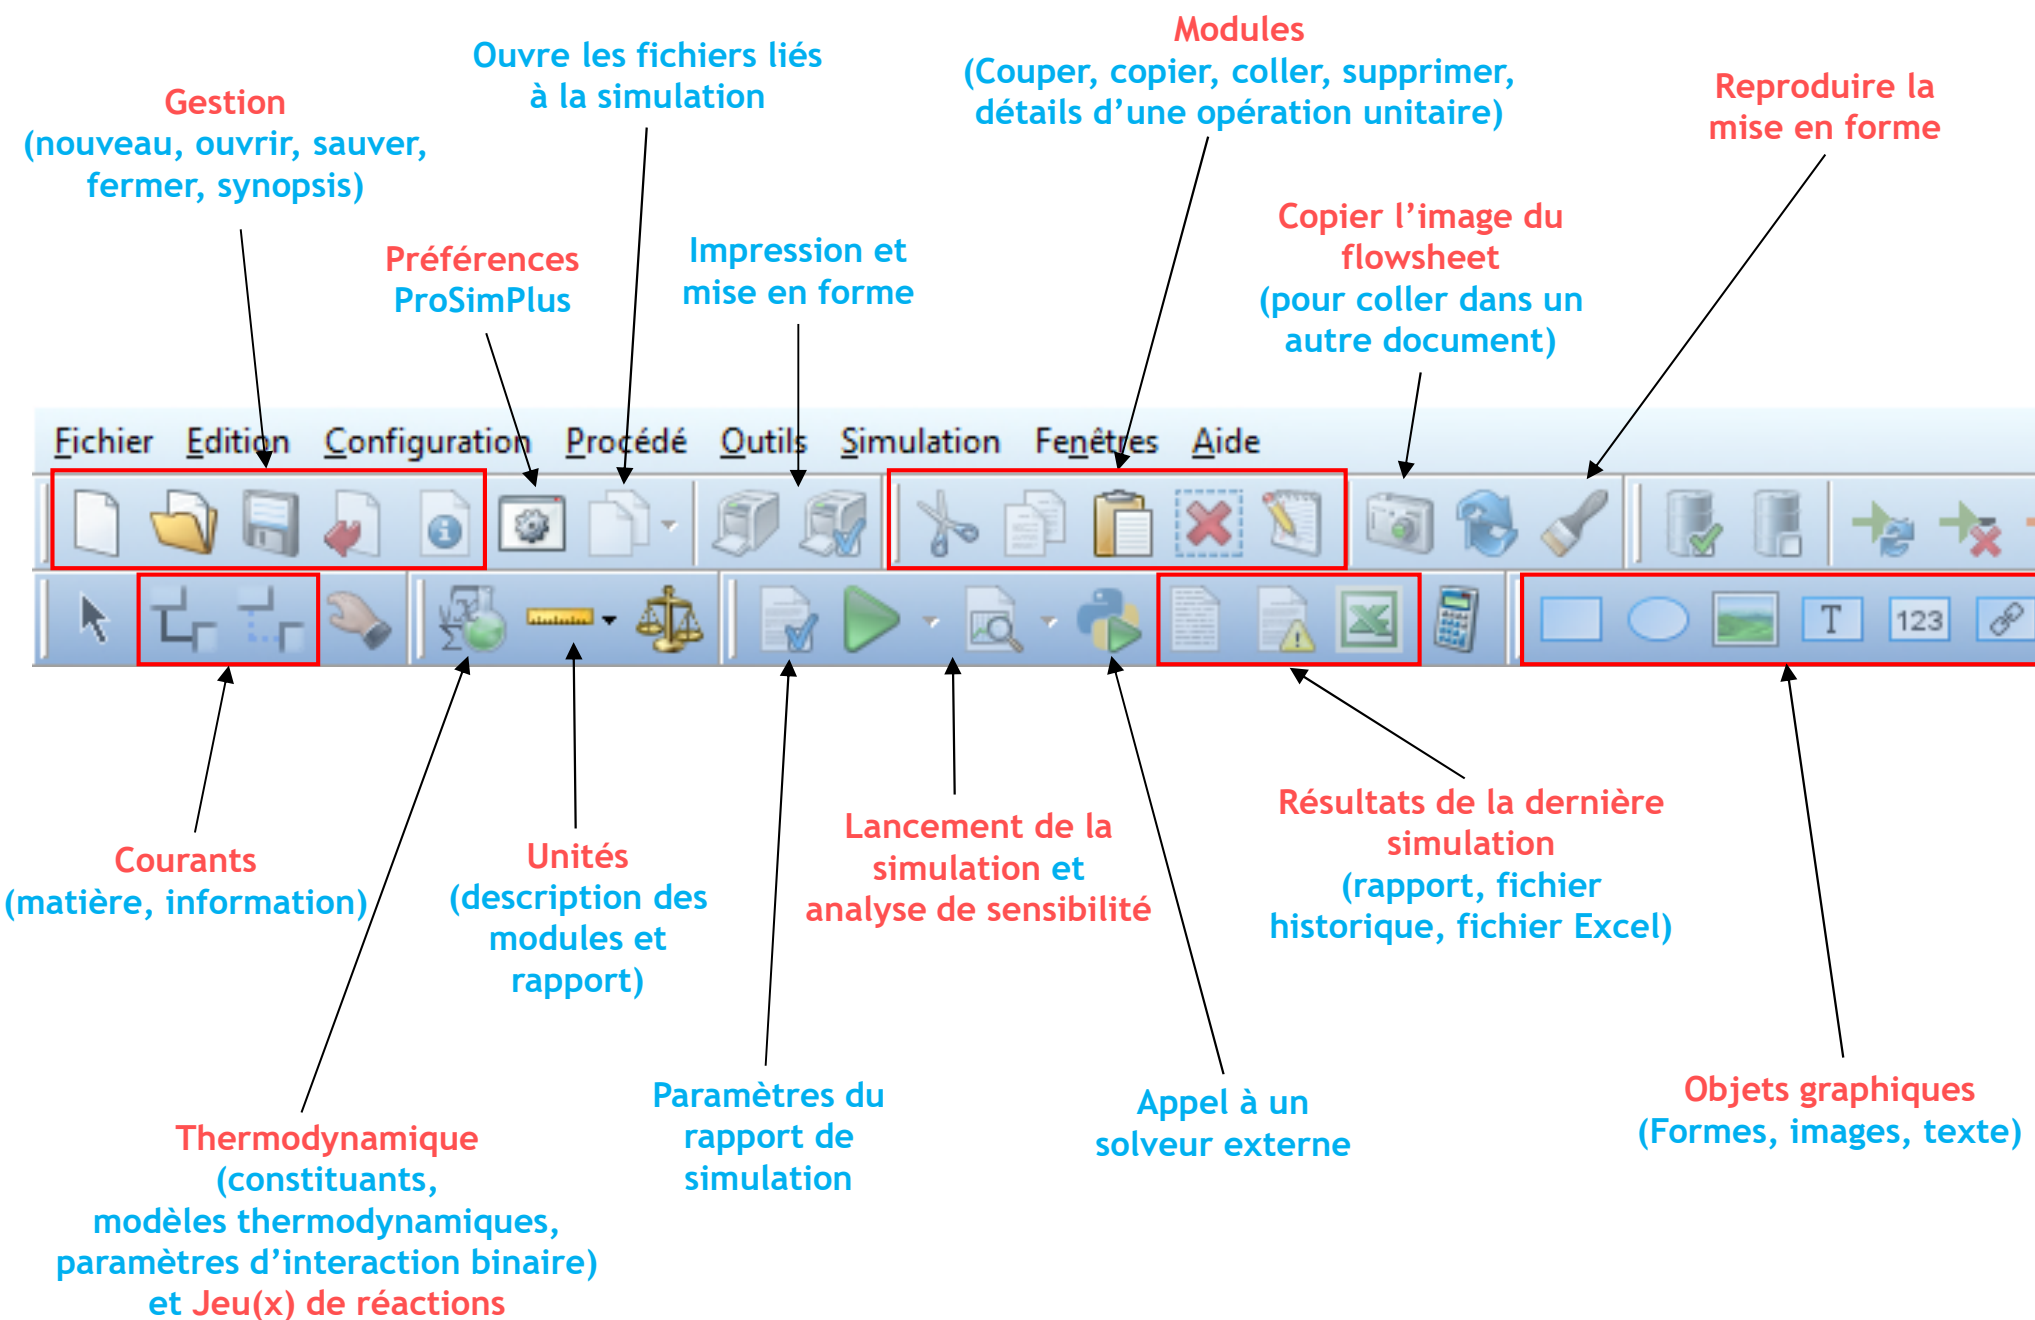 Modules
(Couper, copier, coller, supprimer,
détails d’une opération unitaire)
Ouvre les fichiers liés
à la simulation
Reproduire la
mise en forme
Gestion
(nouveau, ouvrir, sauver,
fermer, synopsis)
Copier l’image du
flowsheet
(pour coller dans un
autre document)
Préférences
ProSimPlus
Impression et
mise en forme
Fichier Edition Configuration Procédé Outils Simulation Fenêtres Aide
T 123
Courants
(matière, information)
Unités
(description des
modules et
rapport)
Lancement de la
simulation et
analyse de sensibilité
Résultats de la dernière
simulation
(rapport, fichier
historique, fichier Excel)
Thermodynamique
(constituants,
modèles thermodynamiques,
paramètres d’interaction binaire)
et Jeu(x) de réactions
Paramètres du
rapport de
simulation
Appel à un
solveur externe
Objets graphiques
(Formes, images, texte)